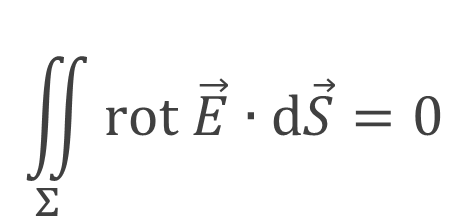 ∬_Σ rot E⃗ · dS⃗ = 0